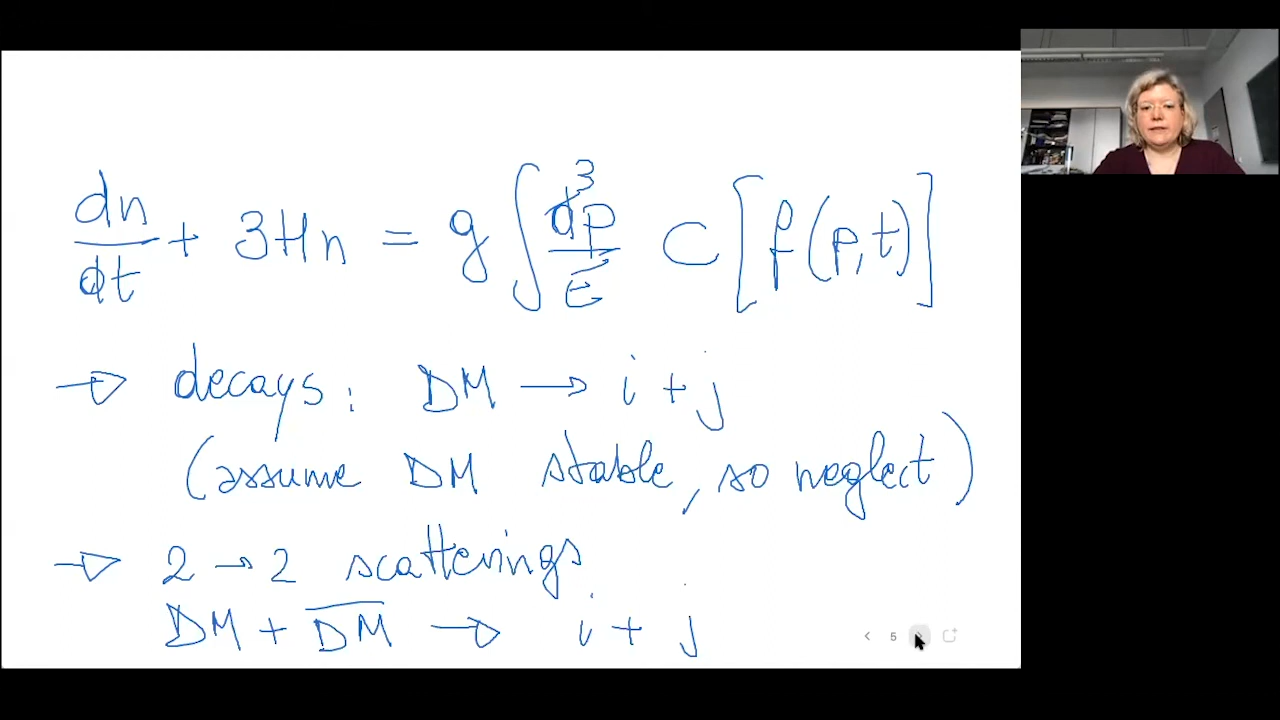 dn/dt + 3Hn = g ∫ d³p/E C [f(p,t)]
→ decays: DM → i + j
(assume DM stable, so neglect)
→ 2 → 2 scatterings
DM + D̅M̅ → i + j
< 5 >